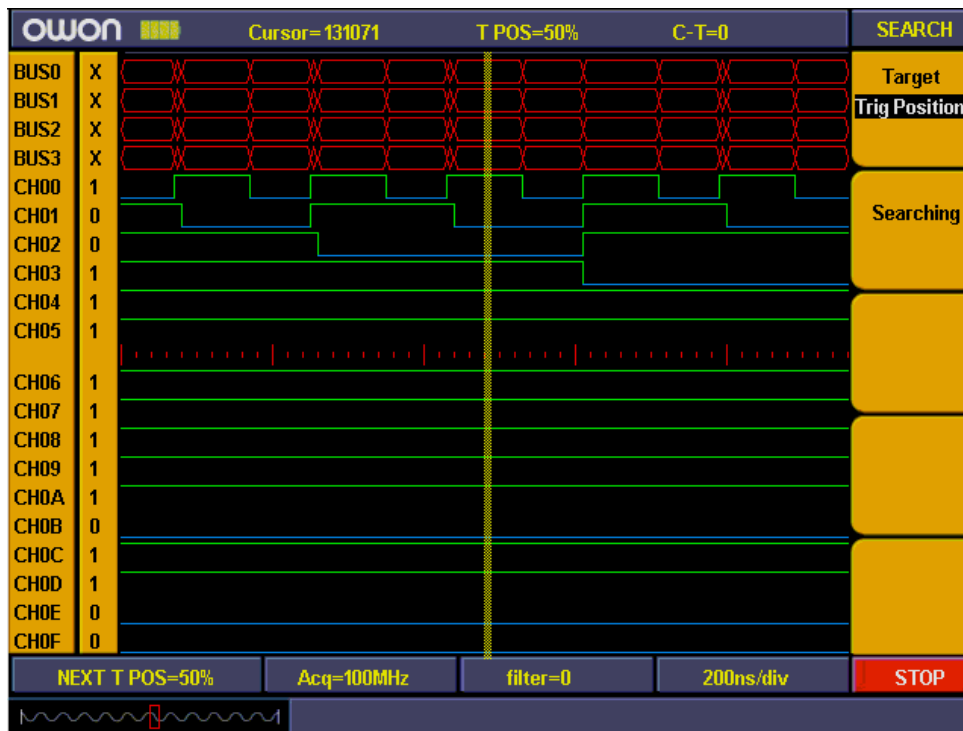 owon Cursor=131071 T POS=50% C-T=0 SEARCH
BUS0 X
BUS1 X
BUS2 X
BUS3 X
CH00 1
CH01 0
CH02 0
CH03 1
CH04 1
CH05 1
CH06 1
CH07 1
CH08 1
CH09 1
CH0A 1
CH0B 0
CH0C 1
CH0D 1
CH0E 0
CH0F 0
Target
Trig Position
Searching
NEXT T POS=50% Acq=100MHz filter=0 200ns/div STOP